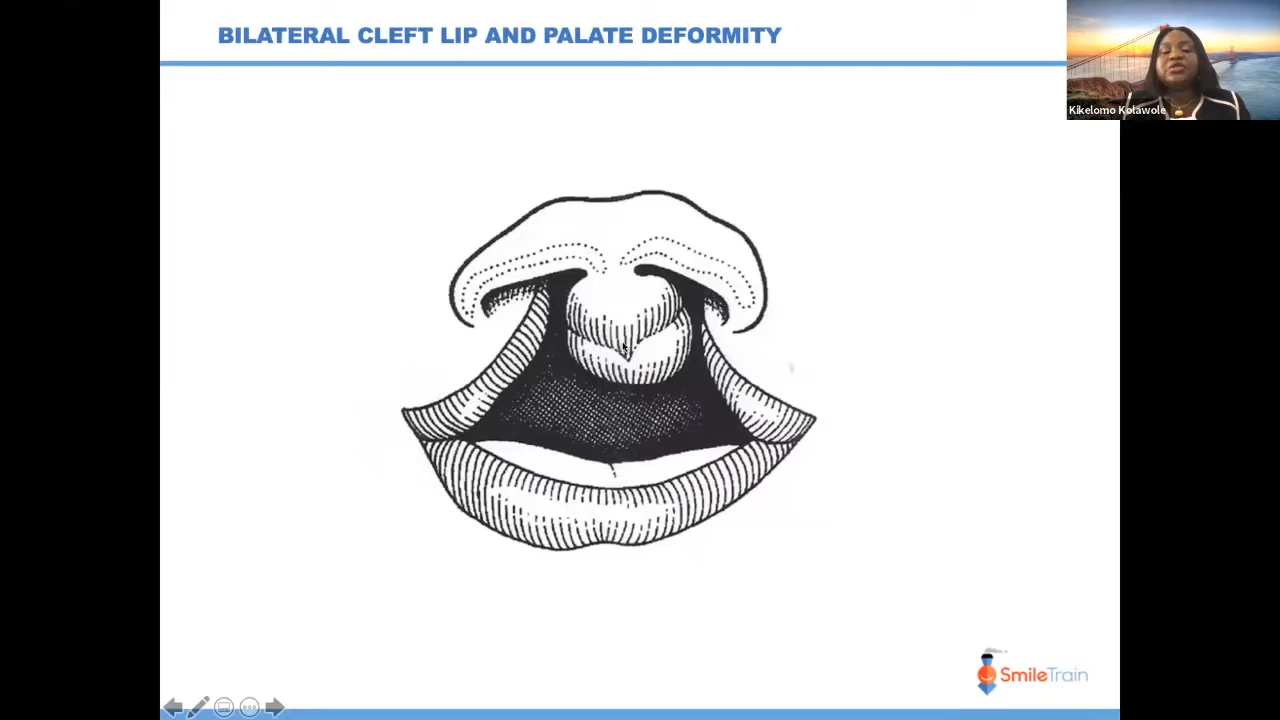 BILATERAL CLEFT LIP AND PALATE DEFORMITY
Kikelomo Kolawole
SmileTrain